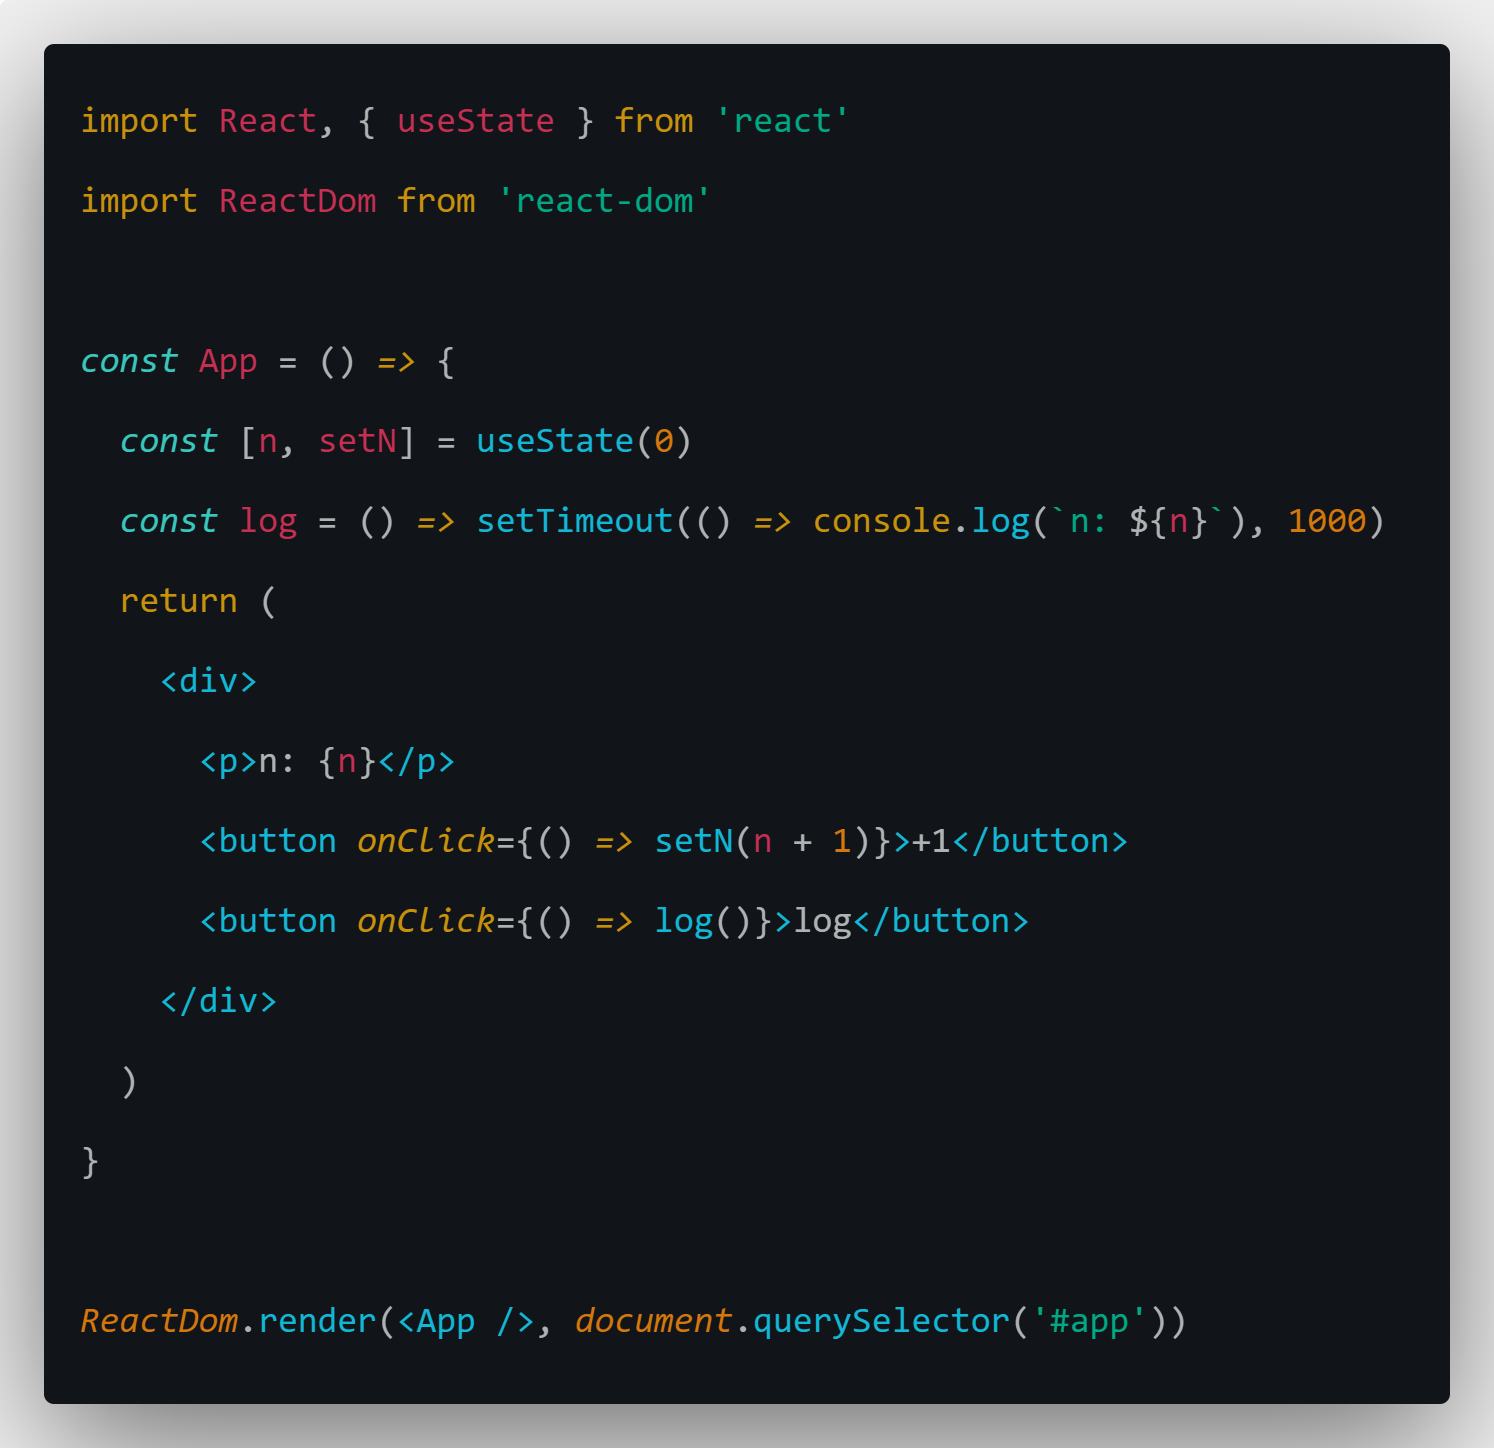 import React, { useState } from 'react'
import ReactDom from 'react-dom'
const App = () => {
  const [n, setN] = useState(0)
  const log = () => setTimeout(() => console.log(`n: ${n}`), 1000)
  return (
    <div>
      <p>n: {n}</p>
      <button onClick={() => setN(n + 1)}>+1</button>
      <button onClick={() => log()}>log</button>
    </div>
  )
}
ReactDom.render(<App />, document.querySelector('#app'))